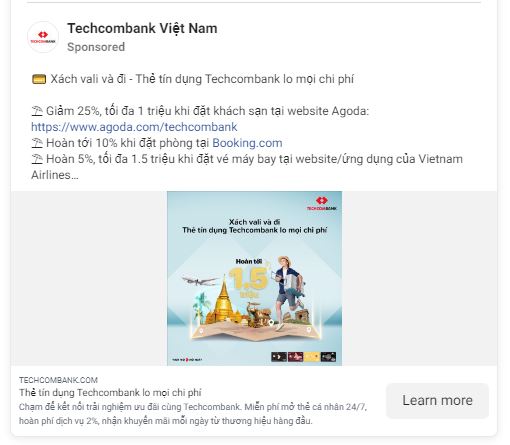 Techcombank Việt Nam
Sponsored
Xách vali và đi - Thẻ tín dụng Techcombank lo mọi chi phí
Giảm 25%, tối đa 1 triệu khi đặt khách sạn tại website Agoda:
https://www.agoda.com/techcombank
Hoàn tới 10% khi đặt phòng tại Booking.com
Hoàn 5%, tối đa 1.5 triệu khi đặt vé máy bay tại website/ứng dụng của Vietnam
Airlines...
TECHCOMBANK
Xách vali và đi
Thẻ tín dụng Techcombank lo mọi chi phí
Hoàn tới
1,5
triệu
TECHCOMBANK.COM
Thẻ tín dụng Techcombank lo mọi chi phí
Chạm để kết nối trải nghiệm ưu đãi cùng Techcombank. Miễn phí mở thẻ cá nhân 24/7,
hoàn phí dịch vụ 2%, nhận khuyến mãi mỗi ngày từ thương hiệu hàng đầu.
Learn more